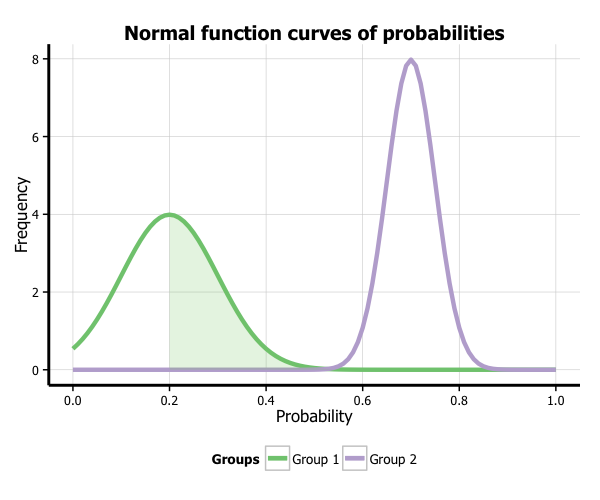 Normal function curves of probabilities
Frequency
8
6
4
2
0
0.0 0.2 0.4 0.6 0.8 1.0
Probability
Groups Group 1 Group 2